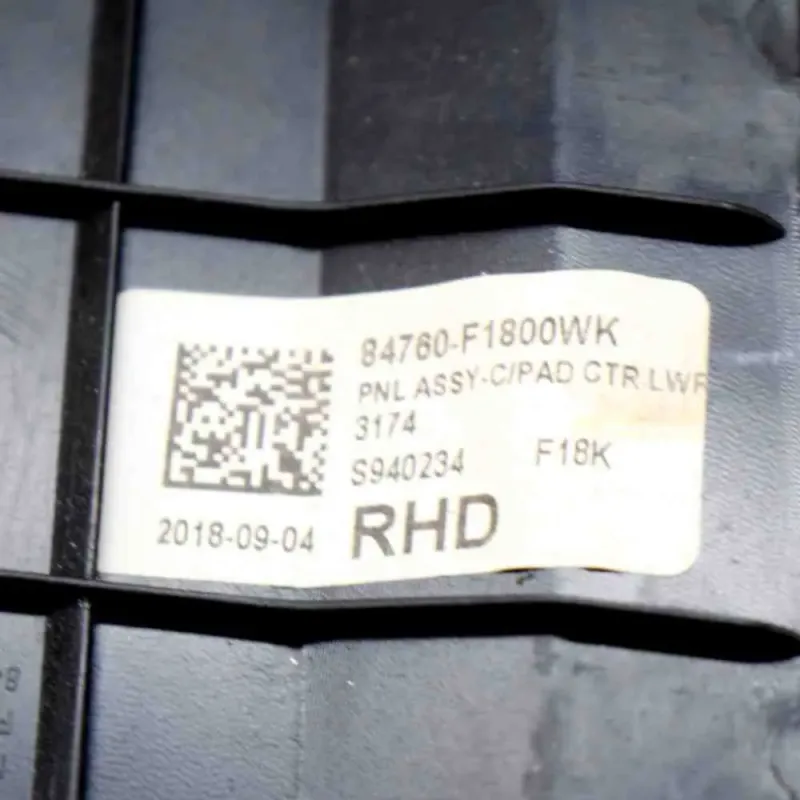 84760-F1800WK
PNL ASSY-C/PAD CTR LWR
3174
S940234 F18K
2018-09-04 RHD